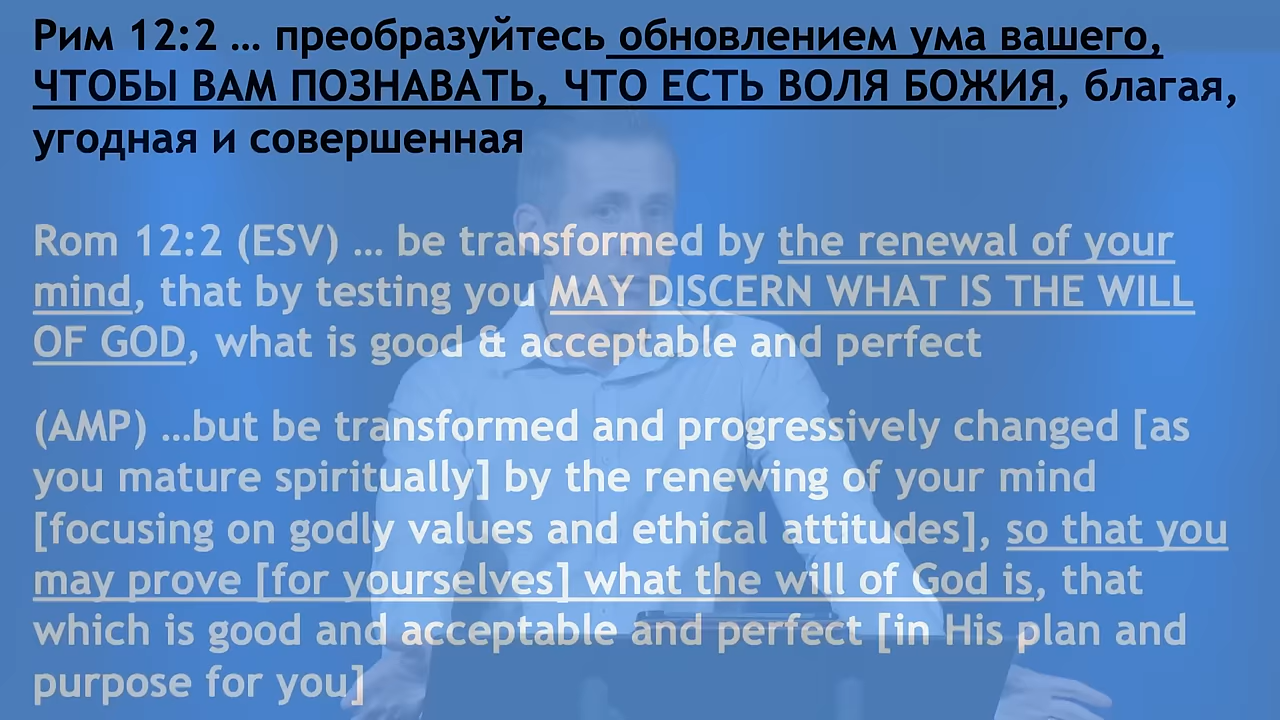 Рим 12:2 … преобразуйтесь обновлением ума вашего,
ЧТОБЫ ВАМ ПОЗНАВАТЬ, ЧТО ЕСТЬ ВОЛЯ БОЖИЯ, благая,
угодная и совершенная
Rom 12:2 (ESV) … be transformed by the renewal of your
mind, that by testing you MAY DISCERN WHAT IS THE WILL
OF GOD, what is good & acceptable and perfect
(AMP) …but be transformed and progressively changed [as
you mature spiritually] by the renewing of your mind
[focusing on godly values and ethical attitudes], so that you
may prove [for yourselves] what the will of God is, that
which is good and acceptable and perfect [in His plan and
purpose for you]